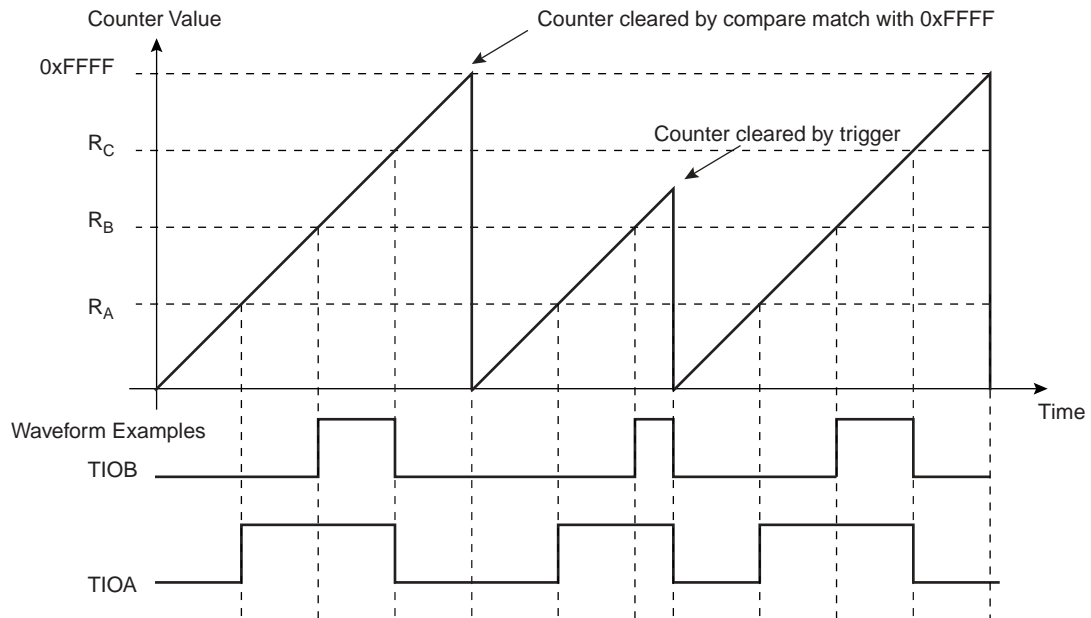 Counter Value
Counter cleared by compare match with 0xFFFF
0xFFFF
Counter cleared by trigger
RC
RB
RA
Time
Waveform Examples
TIOB
TIOA